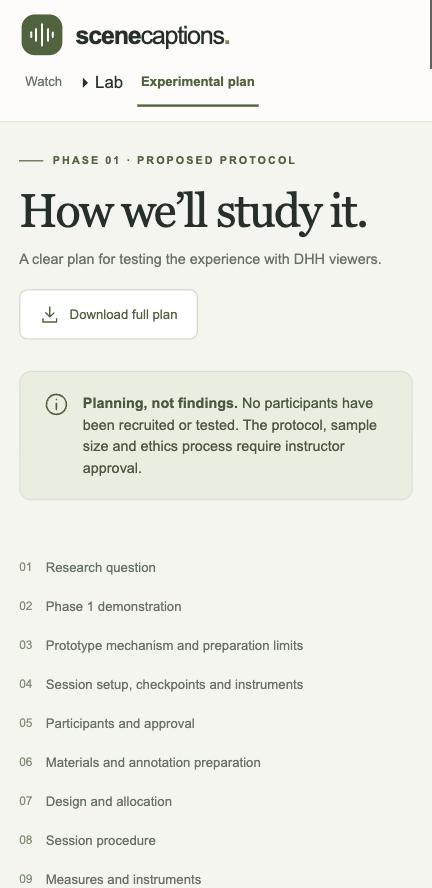 scenecaptions.
Watch
Lab
Experimental plan
PHASE 01 · PROPOSED PROTOCOL
How we’ll study it.
A clear plan for testing the experience with DHH viewers.
Download full plan
Planning, not findings. No participants have
been recruited or tested. The protocol, sample
size and ethics process require instructor
approval.
01 Research question
02 Phase 1 demonstration
03 Prototype mechanism and preparation limits
04 Session setup, checkpoints and instruments
05 Participants and approval
06 Materials and annotation preparation
07 Design and allocation
08 Session procedure
09 Measures and instruments